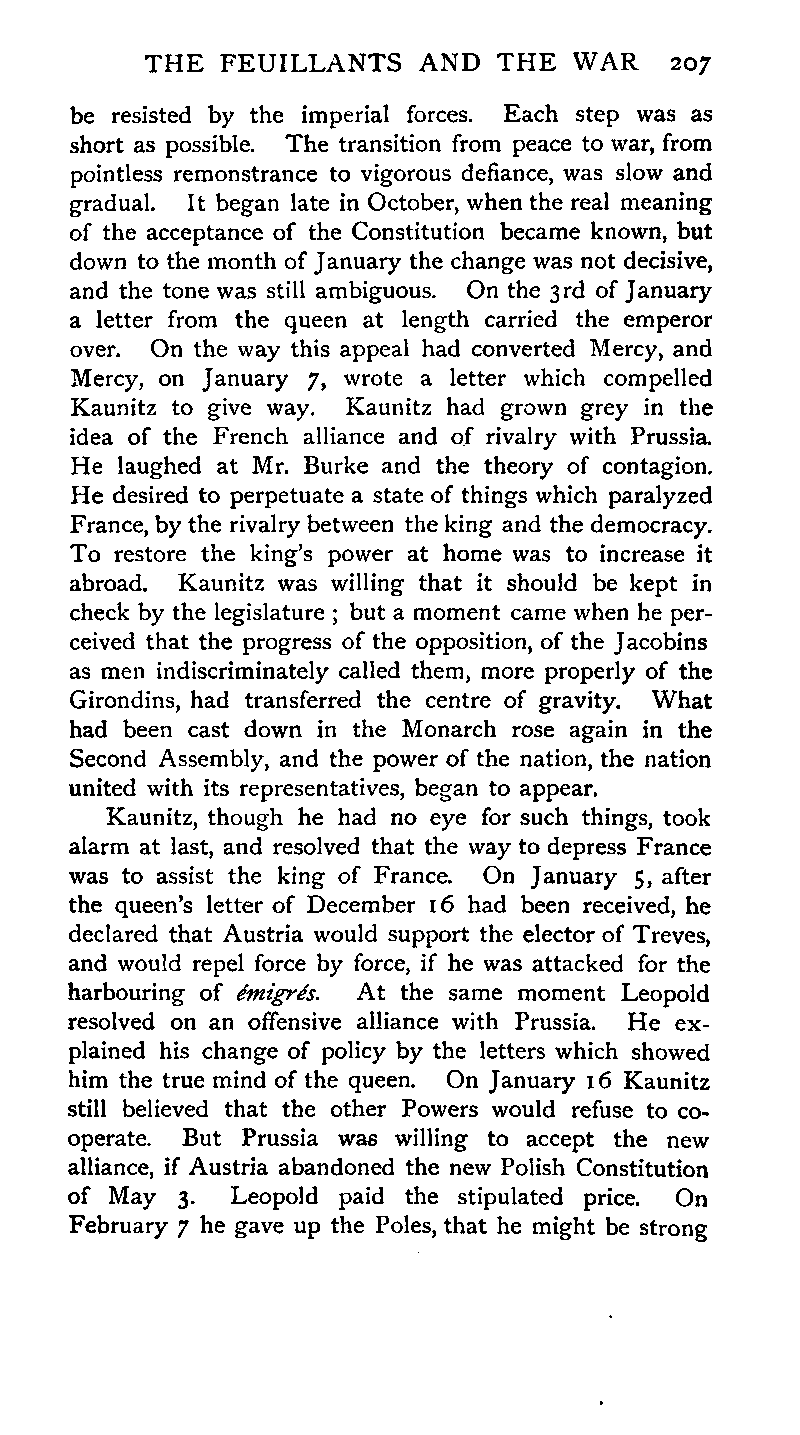 THE FEUILLANTS AND THE WAR 207
be resisted by the imperial forces. Each step was as
short as possible. The transition from peace to war, from
pointless remonstrance to vigorous defiance, was slow and
gradual. It began late in October, when the real meaning
of the acceptance of the Constitution became known, but
down to the month of January the change was not decisive,
and the tone was still ambiguous. On the 3rd of January
a letter from the queen at length carried the emperor
over. On the way this appeal had converted Mercy, and
Mercy, on January 7, wrote a letter which compelled
Kaunitz to give way. Kaunitz had grown grey in the
idea of the French alliance and of rivalry with Prussia.
He laughed at Mr. Burke and the theory of contagion.
He desired to perpetuate a state of things which paralyzed
France, by the rivalry between the king and the democracy.
To restore the king's power at home was to increase it
abroad. Kaunitz was willing that it should be kept in
check by the legislature ; but a moment came when he per-
ceived that the progress of the opposition, of the Jacobins
as men indiscriminately called them, more properly of the
Girondins, had transferred the centre of gravity. What
had been cast down in the Monarch rose again in the
Second Assembly, and the power of the nation, the nation
united with its representatives, began to appear.
Kaunitz, though he had no eye for such things, took
alarm at last, and resolved that the way to depress France
was to assist the king of France. On January 5, after
the queen's letter of December 16 had been received, he
declared that Austria would support the elector of Treves,
and would repel force by force, if he was attacked for the
harbouring of émigrés. At the same moment Leopold
resolved on an offensive alliance with Prussia. He ex-
plained his change of policy by the letters which showed
him the true mind of the queen. On January 16 Kaunitz
still believed that the other Powers would refuse to co-
operate. But Prussia was willing to accept the new
alliance, if Austria abandoned the new Polish Constitution
of May 3. Leopold paid the stipulated price. On
February 7 he gave up the Poles, that he might be strong